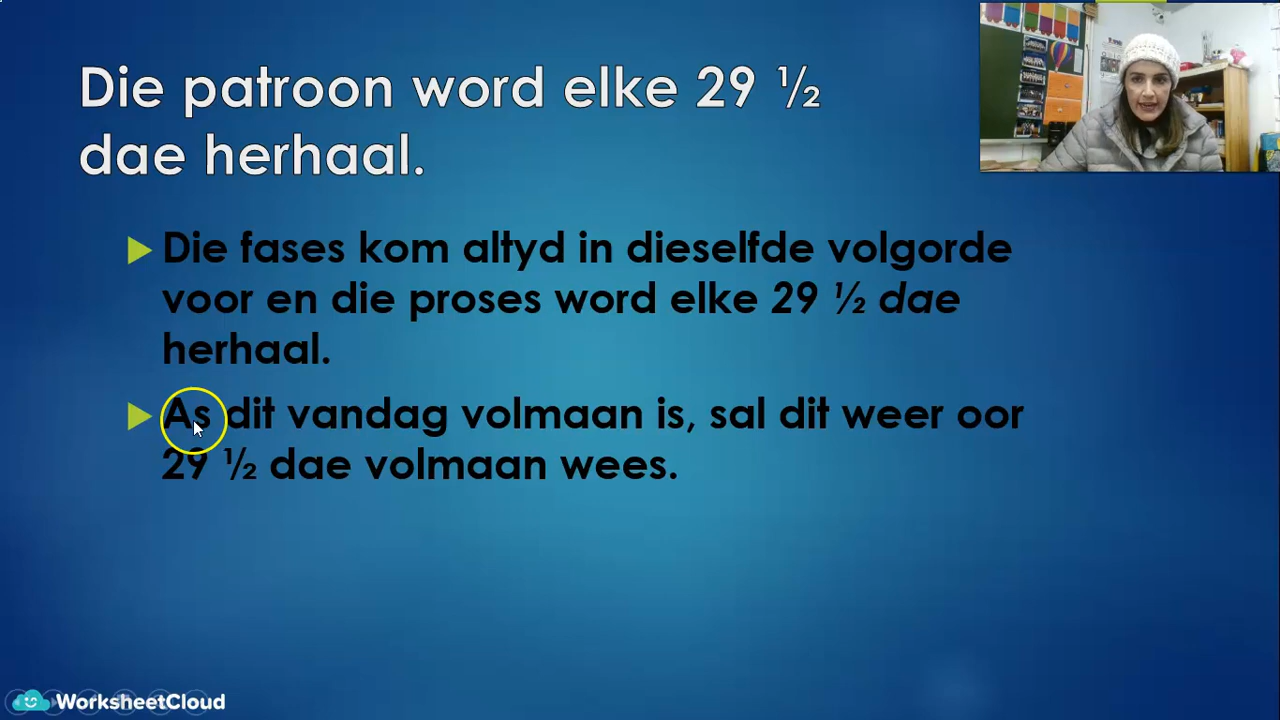 Die patroon word elke 29 ½
dae herhaal.
Die fases kom altyd in dieselfde volgorde
voor en die proses word elke 29 ½ dae
herhaal.
As dit vandag volmaan is, sal dit weer oor
29 ½ dae volmaan wees.
WorksheetCloud